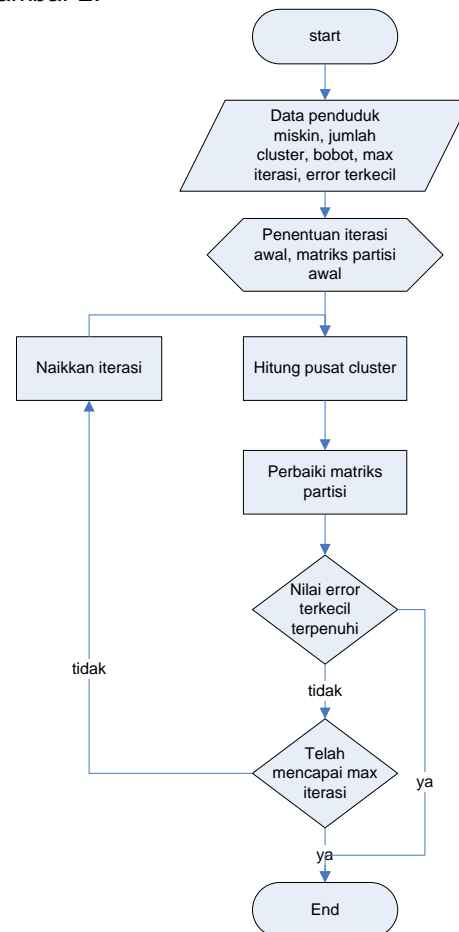 start
Data penduduk
miskin, jumlah
cluster, bobot, max
iterasi, error terkecil
Penentuan iterasi
awal, matriks partisi
awal
Naikkan iterasi
Hitung pusat cluster
Perbaiki matriks
partisi
Nilai error
terkecil
terpenuhi
tidak
tidak
Telah
mencapai max
iterasi
ya
ya
End